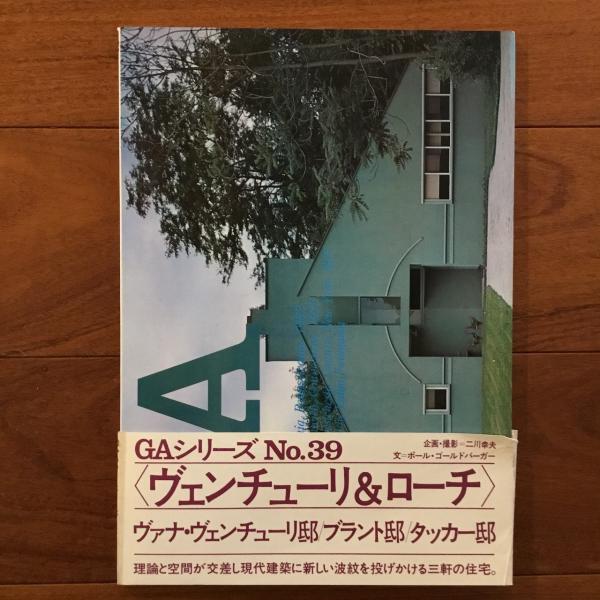 A
GAシリーズ No.39
企画・撮影=二川幸夫
文=ポール・ゴールドバーガー
〈ヴェンチューリ&ローチ〉
ヴァナ・ヴェンチューリ邸/ブラント邸/タッカー邸
理論と空間が交差し現代建築に新しい波紋を投げかける三軒の住宅。